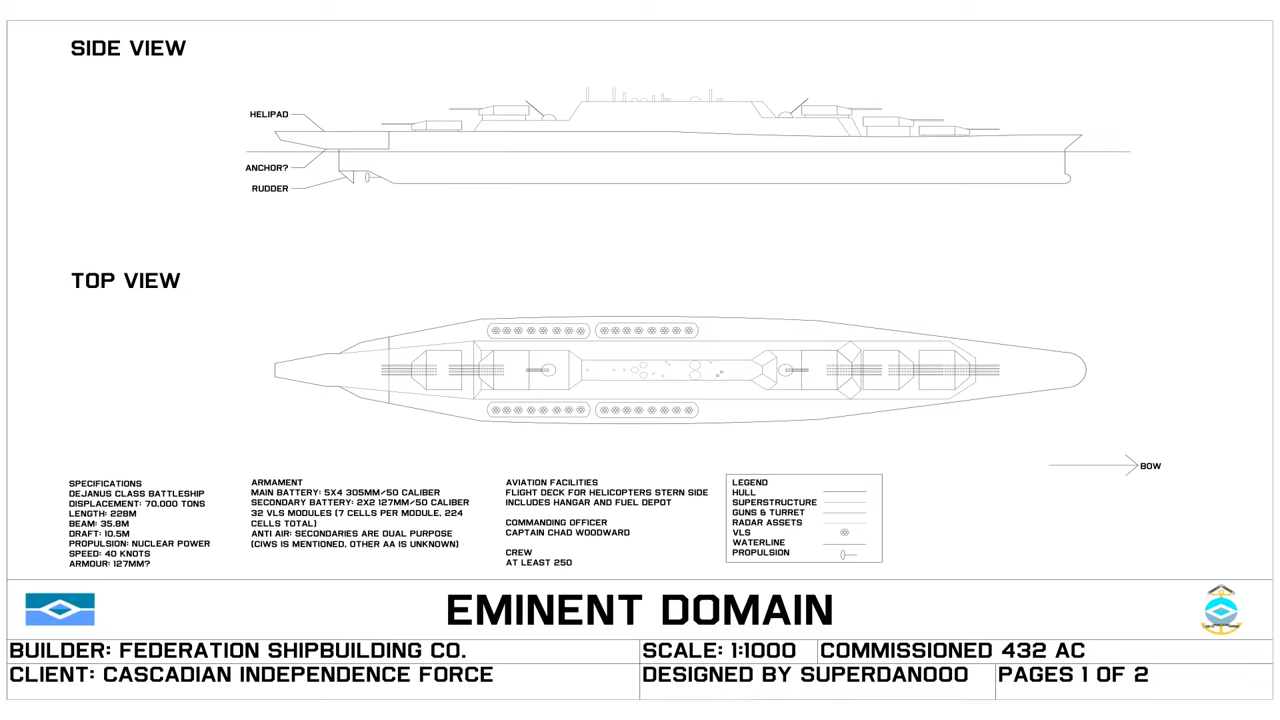 SIDE VIEW
HELIPAD
ANCHOR?
RUDDER
TOP VIEW
BOW
SPECIFICATIONS
DEJANUS CLASS BATTLESHIP
DISPLACEMENT: 70,000 TONS
LENGTH: 228M
BEAM: 35.8M
DRAFT: 10.5M
PROPULSION: NUCLEAR POWER
SPEED: 40 KNOTS
ARMOUR: 127MM?
ARMAMENT
MAIN BATTERY: 5X4 305MM/50 CALIBER
SECONDARY BATTERY: 2X2 127MM/50 CALIBER
32 VLS MODULES (7 CELLS PER MODULE, 224
CELLS TOTAL)
ANTI AIR: SECONDARIES ARE DUAL PURPOSE
(CIWS IS MENTIONED, OTHER AA IS UNKNOWN)
AVIATION FACILITIES
FLIGHT DECK FOR HELICOPTERS STERN SIDE
INCLUDES HANGAR AND FUEL DEPOT
COMMANDING OFFICER
CAPTAIN CHAD WOODWARD
CREW
AT LEAST 250
LEGEND
HULL
SUPERSTRUCTURE
GUNS & TURRET
RADAR ASSETS
VLS
WATERLINE
PROPULSION
EMINENT DOMAIN
BUILDER: FEDERATION SHIPBUILDING CO.
SCALE: 1:1000
COMMISSIONED 432 AC
CLIENT: CASCADIAN INDEPENDENCE FORCE
DESIGNED BY SUPERDAN000
PAGES 1 OF 2